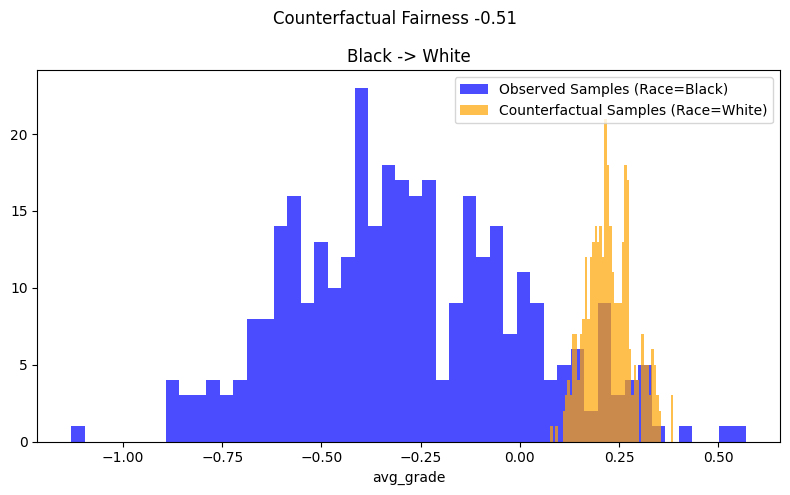 Counterfactual Fairness -0.51
Black -> White
Observed Samples (Race=Black)
Counterfactual Samples (Race=White)
20
15
10
5
0
−1.00 −0.75 −0.50 −0.25 0.00 0.25 0.50
avg_grade